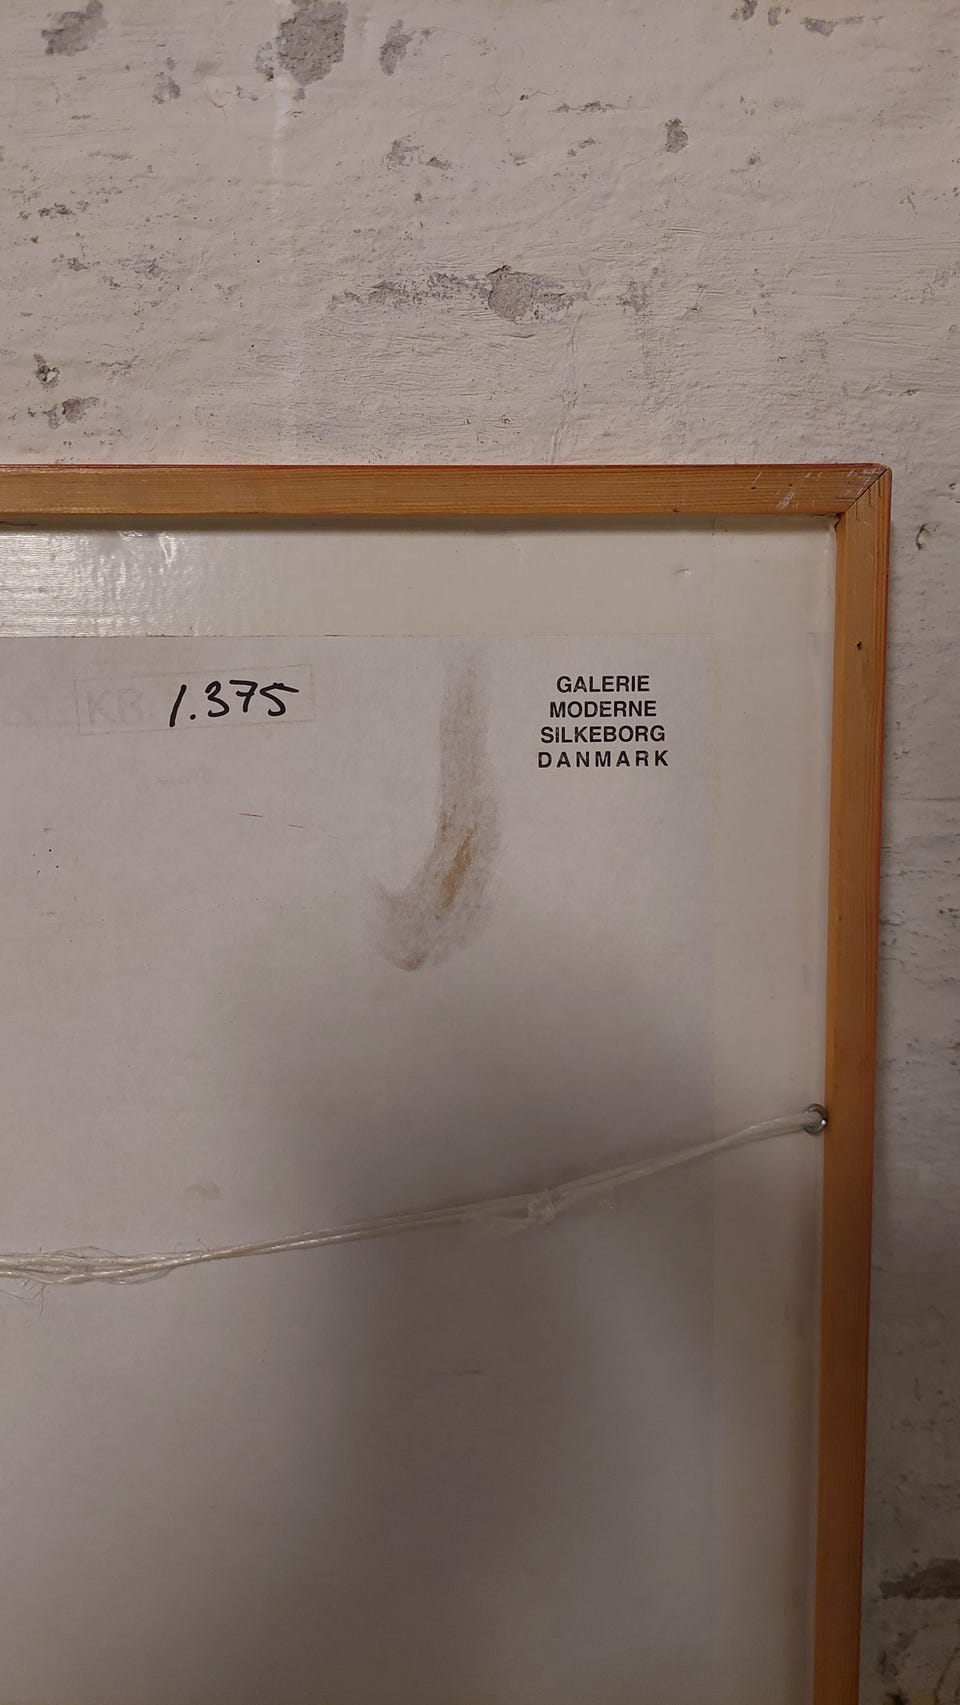 KR. 1.375
GALERIE
MODERNE
SILKEBORG
DANMARK